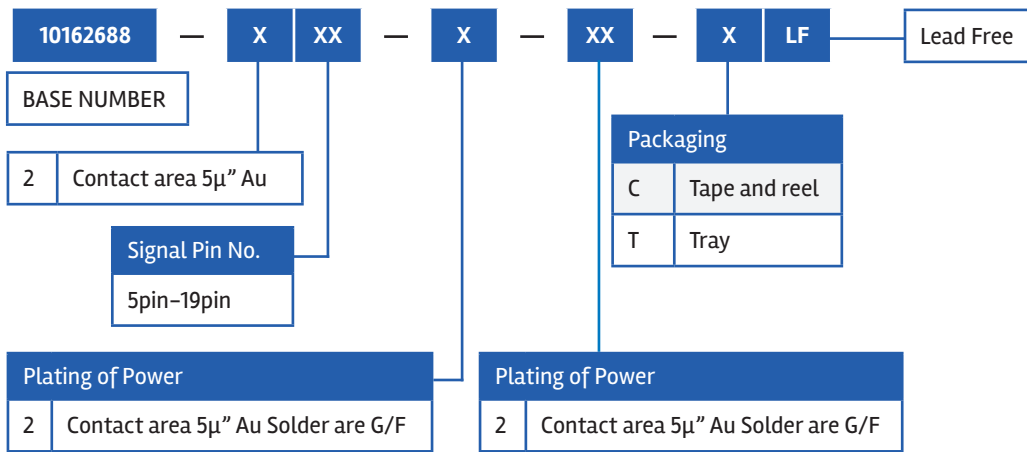 10162688 — X XX — X — XX — X LF Lead Free
BASE NUMBER
2 Contact area 5µ” Au
Packaging
C Tape and reel
T Tray
Signal Pin No.
5pin–19pin
Plating of Power
2 Contact area 5µ” Au Solder are G/F
Plating of Power
2 Contact area 5µ” Au Solder are G/F